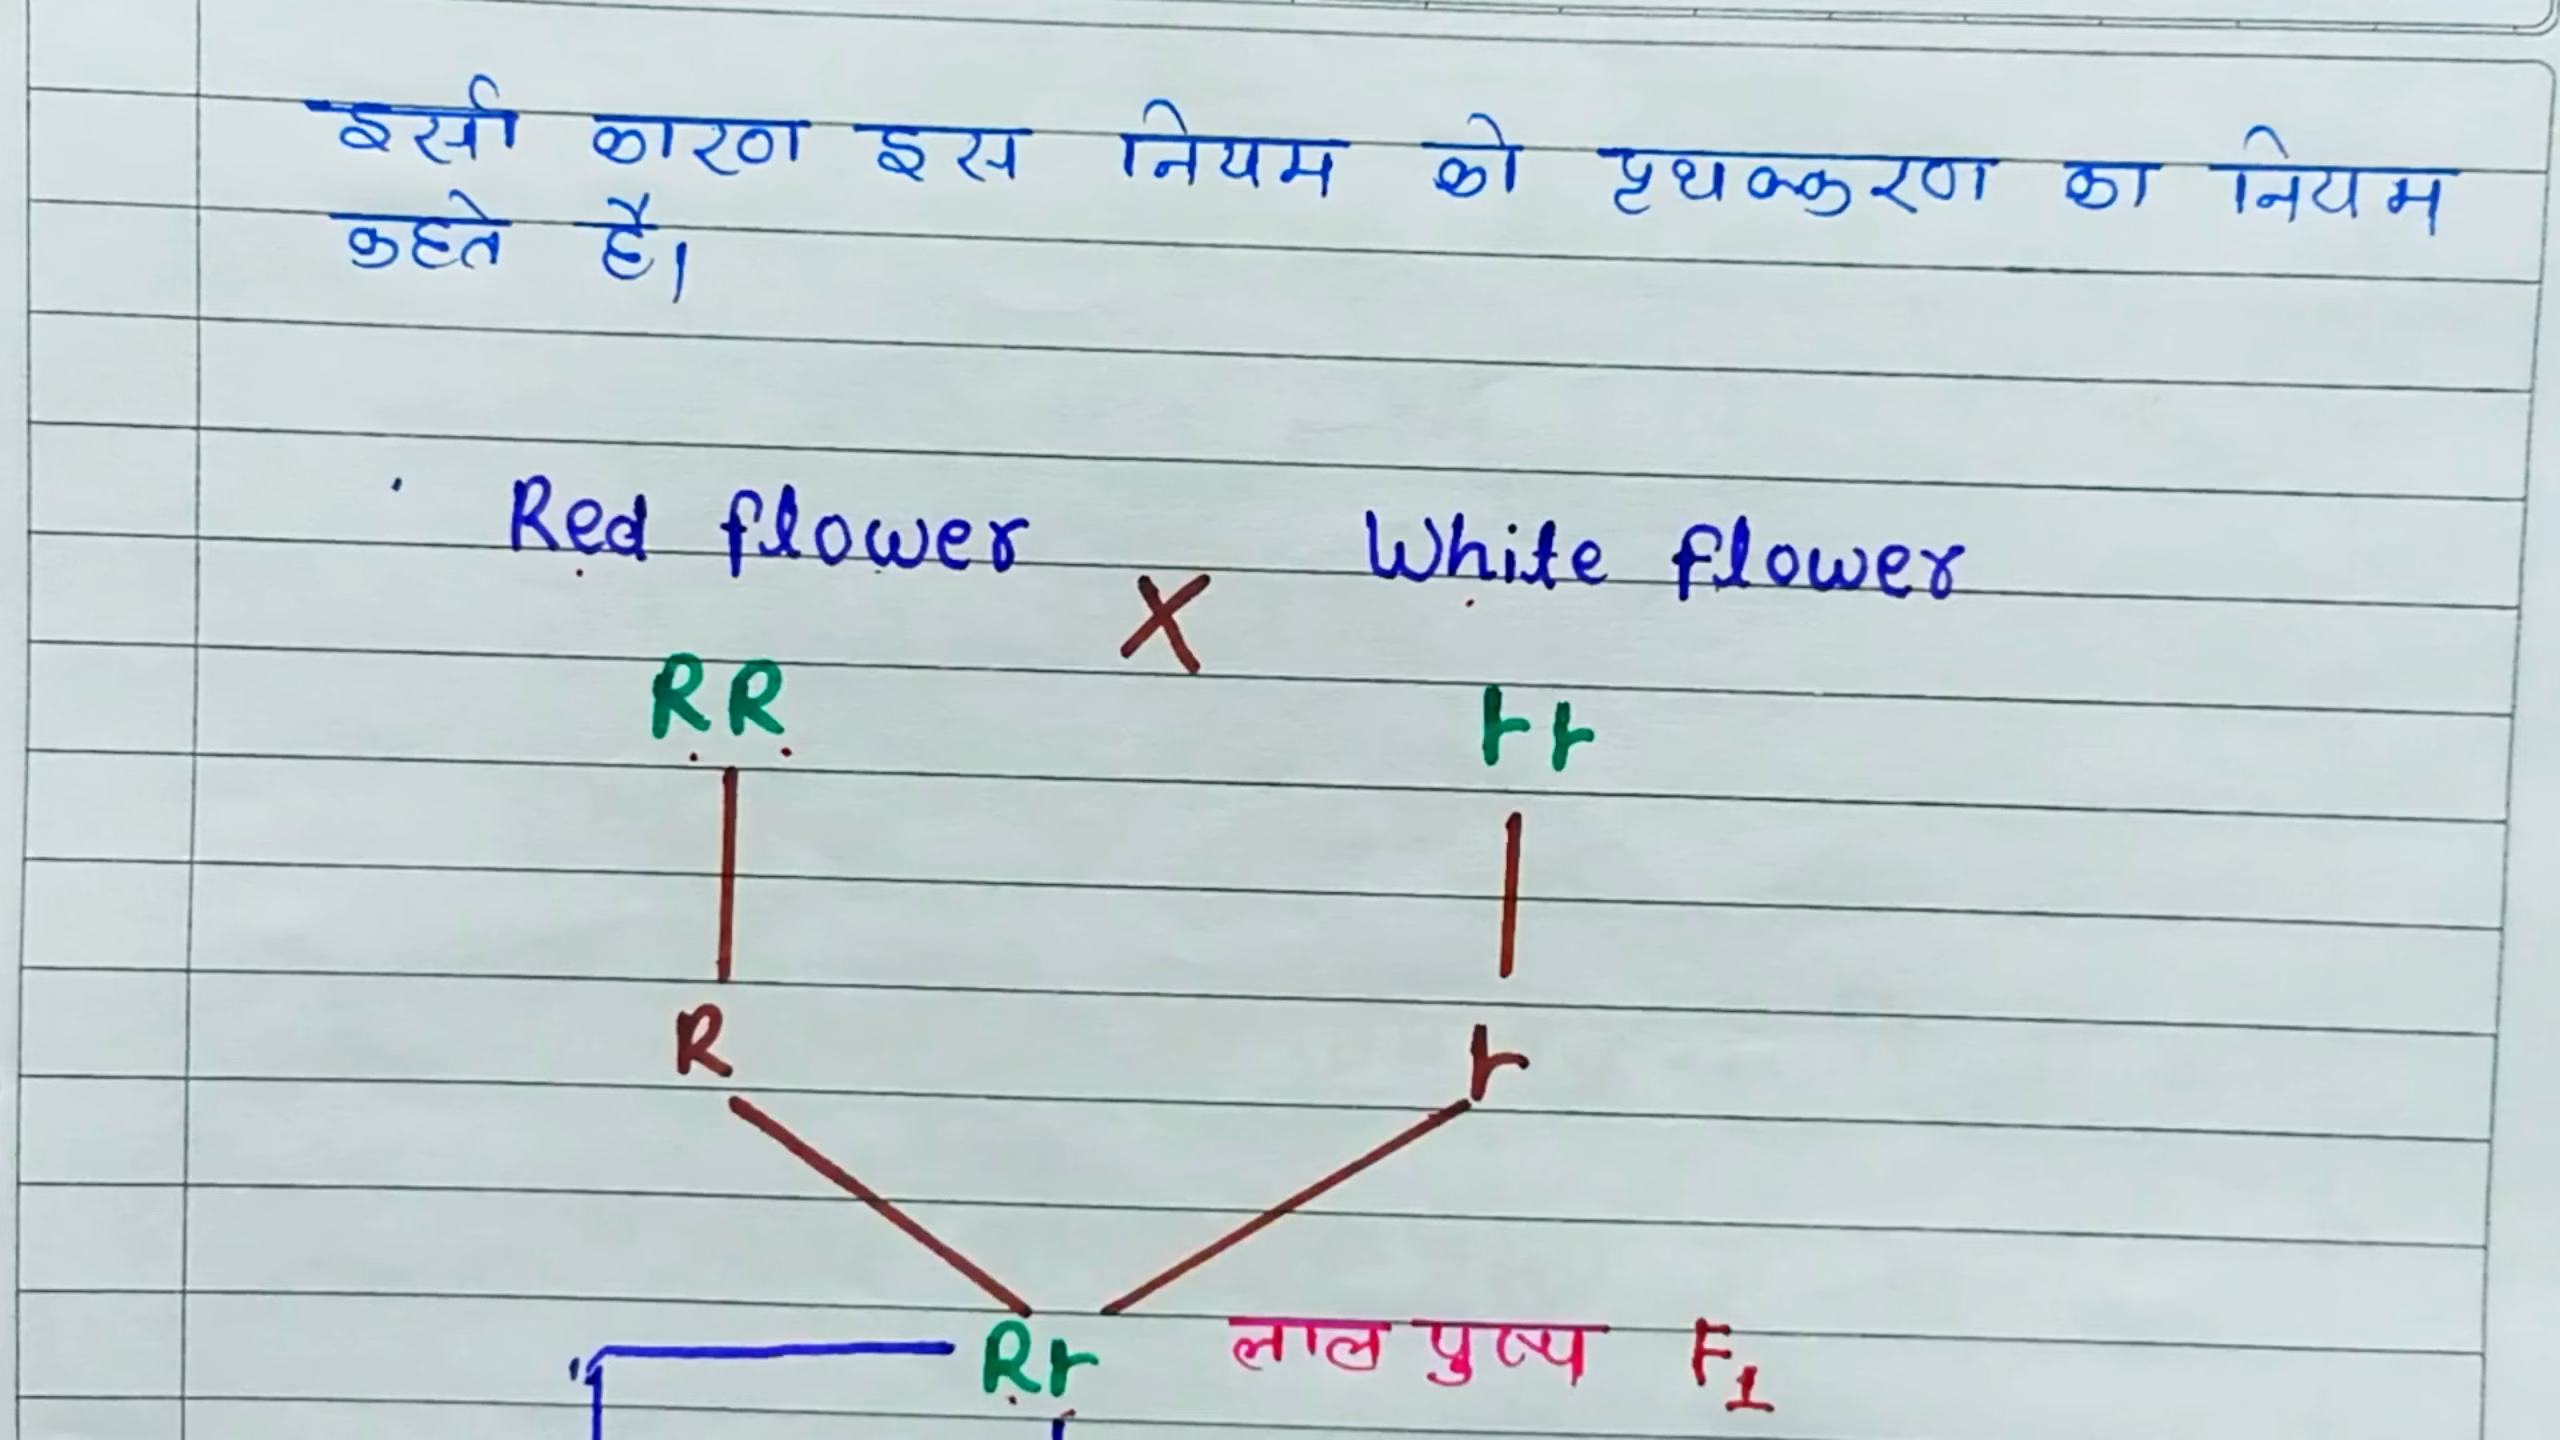 इसी कारण इस नियम को पृथक्करण का नियम
कहते है।
Red flower X White flower
RR rr
R r
Rr लाल पुष्प F1